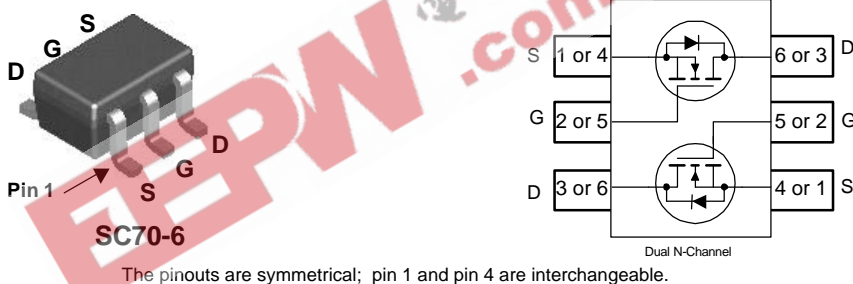 S
G
D
D
G
S
Pin 1
SC70-6
EEPW .com
S 1 or 4 6 or 3 D
G 2 or 5 5 or 2 G
D 3 or 6 4 or 1 S
Dual N-Channel
The pinouts are symmetrical; pin 1 and pin 4 are interchangeable.